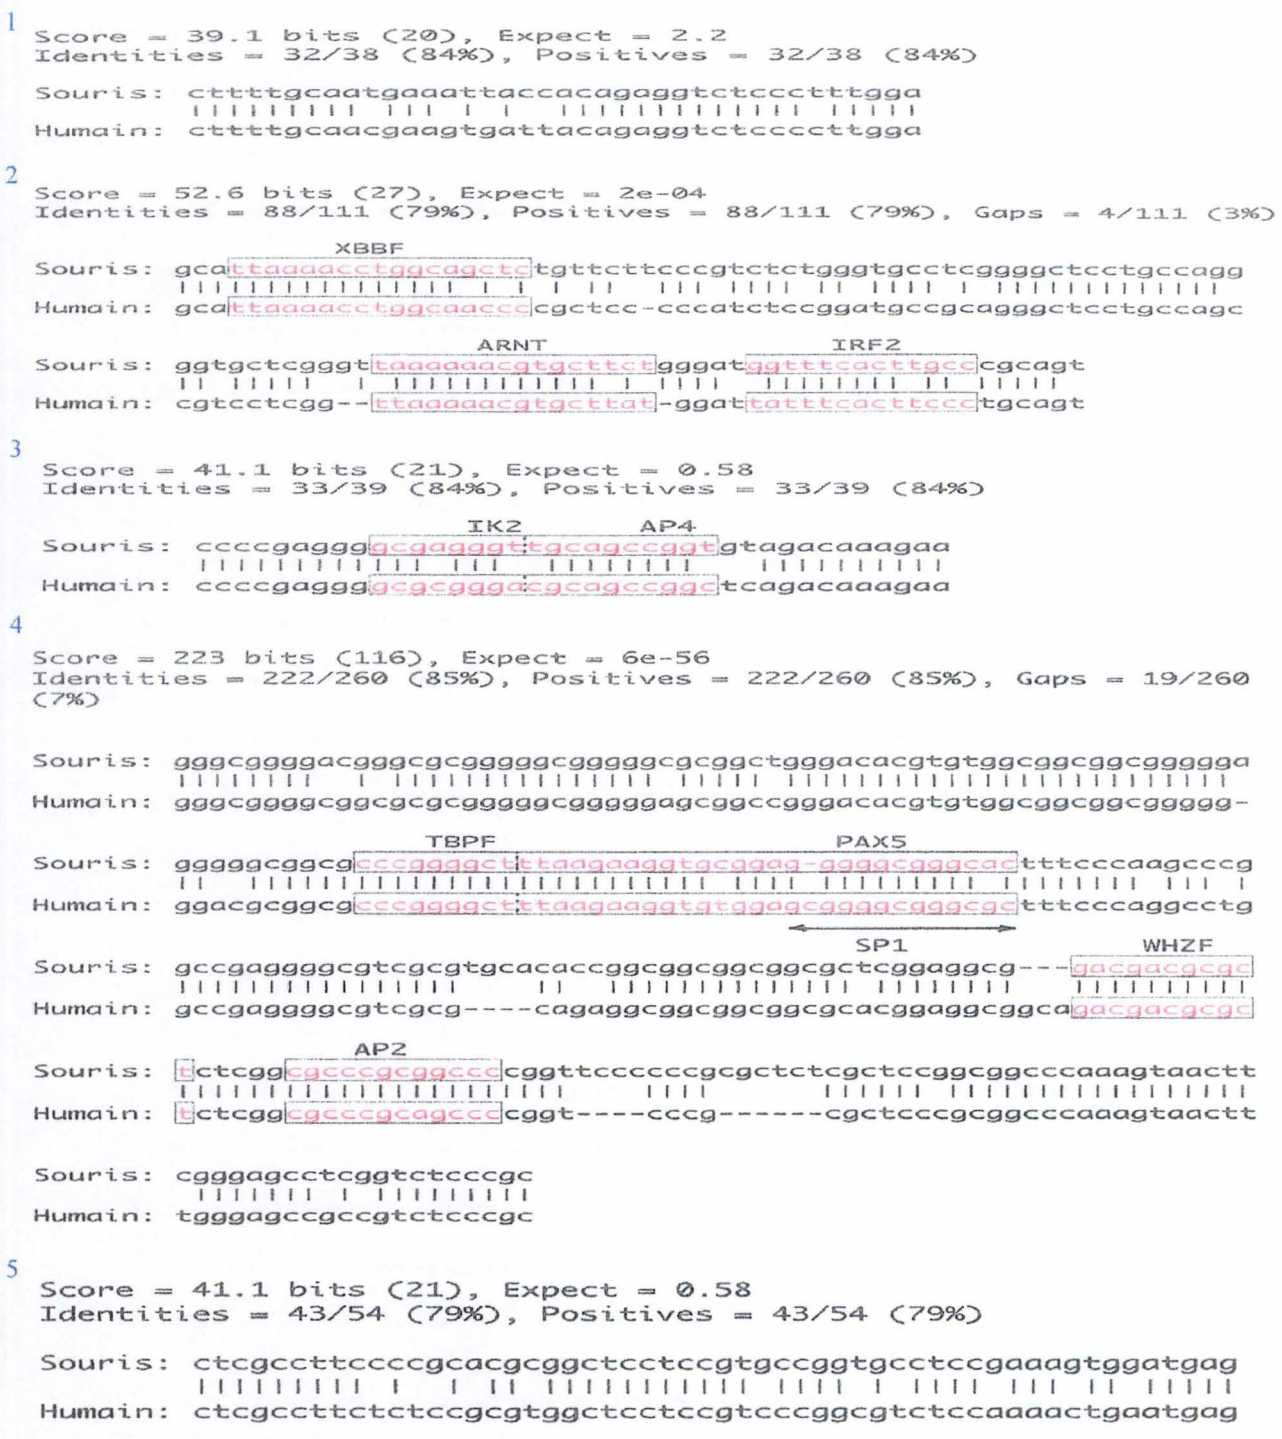 1
Score = 39.1 bits (20), Expect = 2.2
Identities = 32/38 (84%), Positives = 32/38 (84%)
Souris: cttttgcaatgaaattaccacagaggtctccctttgga
Humain: cttttgcaacgaagtgattacagaggtctccccttgga
2
Score = 52.6 bits (27), Expect = 2e-04
Identities = 88/111 (79%), Positives = 88/111 (79%), Gaps = 4/111 (3%)
XBBF
Souris: gcattaaaacctggcagctctgttcttcccgtctctgggtgcctcggggctcctgccagg
Humain: gcattaaaacctggcaacccccgctcc-cccatctccggatgccgcagggctcctgccagc
ARNT IRF2
Souris: ggtgctcgggttaaaaaacgtgcttctgggatggtttcacttgcccgcagt
Humain: cgtcctcgg--ttaaaaacgtgcttat-ggattatttcacttccctgcagt
3
Score = 41.1 bits (21), Expect = 0.58
Identities = 33/39 (84%), Positives = 33/39 (84%)
IK2 AP4
Souris: ccccgaggggcgagggttgcagccggtgtagacaaagaa
Humain: ccccgaggggcgcgggacgcagccggctcagacaaagaa
4
Score = 223 bits (116), Expect = 6e-56
Identities = 222/260 (85%), Positives = 222/260 (85%), Gaps = 19/260
(7%)
Souris: gggcggggacgggcgcgggggcgggggcgcggctgggacacgtgtggcggcggcgggggga
Humain: gggcggggcggcgcgcgggggcgggggagcggccgggacacgtgtggcggcggcggggg-
TBPF PAX5
Souris: gggggcggcgcccggggctttaagaaggtgcggag-ggggcgggcactttcccaagcccg
Humain: ggacgcggcgcccggggctttaagaaggtgtggagcggggcgggcgctttcccaggcctg
SP1 WHZF
Souris: gccgaggggcgtcgcgtgcacaccggcggcggcggcgctcggaggcg---gacgacgcgc
Humain: gccgaggggcgtcgcg----cagaggcggcggcggcgcacggaggcggcagacgacgcgc
AP2
Souris: tctcggcgcccgcggccccggttcccccgcgctctcgctccggcggcccaaagtaactt
Humain: tctcggcgcccgcagccccggt----cccg------cgctcccgcggcccaaagtaactt
Souris: cgggagcctcggtctcccgc
Humain: tgggagccgccgtctcccgc
5
Score = 41.1 bits (21), Expect = 0.58
Identities = 43/54 (79%), Positives = 43/54 (79%)
Souris: ctcgccttccccgcacgcggctcctccgtgccggtgcctccgaaagtggatgag
Humain: ctcgccttctctccgcgtggctcctccgtcccggcgtctccaaaactgaatgag